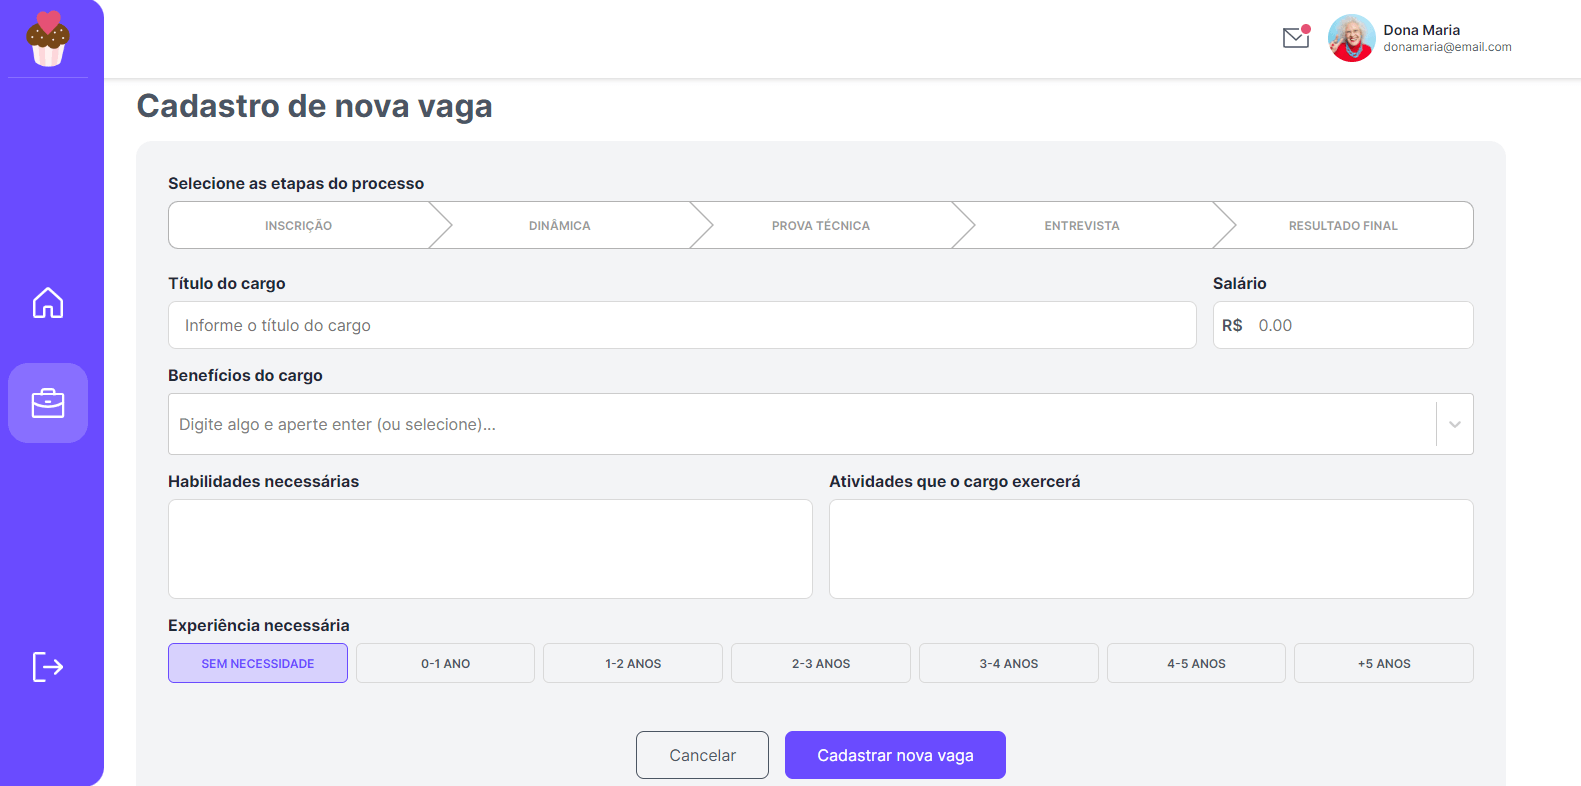 Dona Maria
donamaria@email.com
Cadastro de nova vaga
Selecione as etapas do processo
INSCRIÇÃO DINÂMICA PROVA TÉCNICA ENTREVISTA RESULTADO FINAL
Título do cargo Salário
Informe o título do cargo R$ 0.00
Benefícios do cargo
Digite algo e aperte enter (ou selecione)...
Habilidades necessárias Atividades que o cargo exercerá
Experiência necessária
SEM NECESSIDADE 0-1 ANO 1-2 ANOS 2-3 ANOS 3-4 ANOS 4-5 ANOS +5 ANOS
Cancelar Cadastrar nova vaga